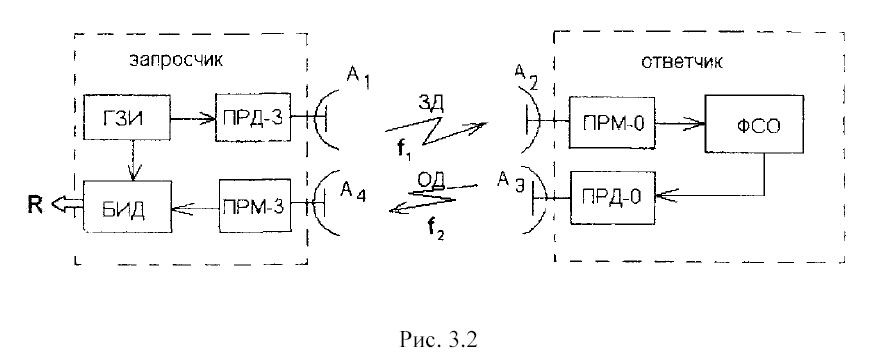 запросчик
ответчик
ГЗИ
ПРД-З
A1
ЗД
f1
A2
ПРМ-0
ФСО
R
БИД
ПРМ-З
A4
ОД
f2
A3
ПРД-0
Рис. 3.2